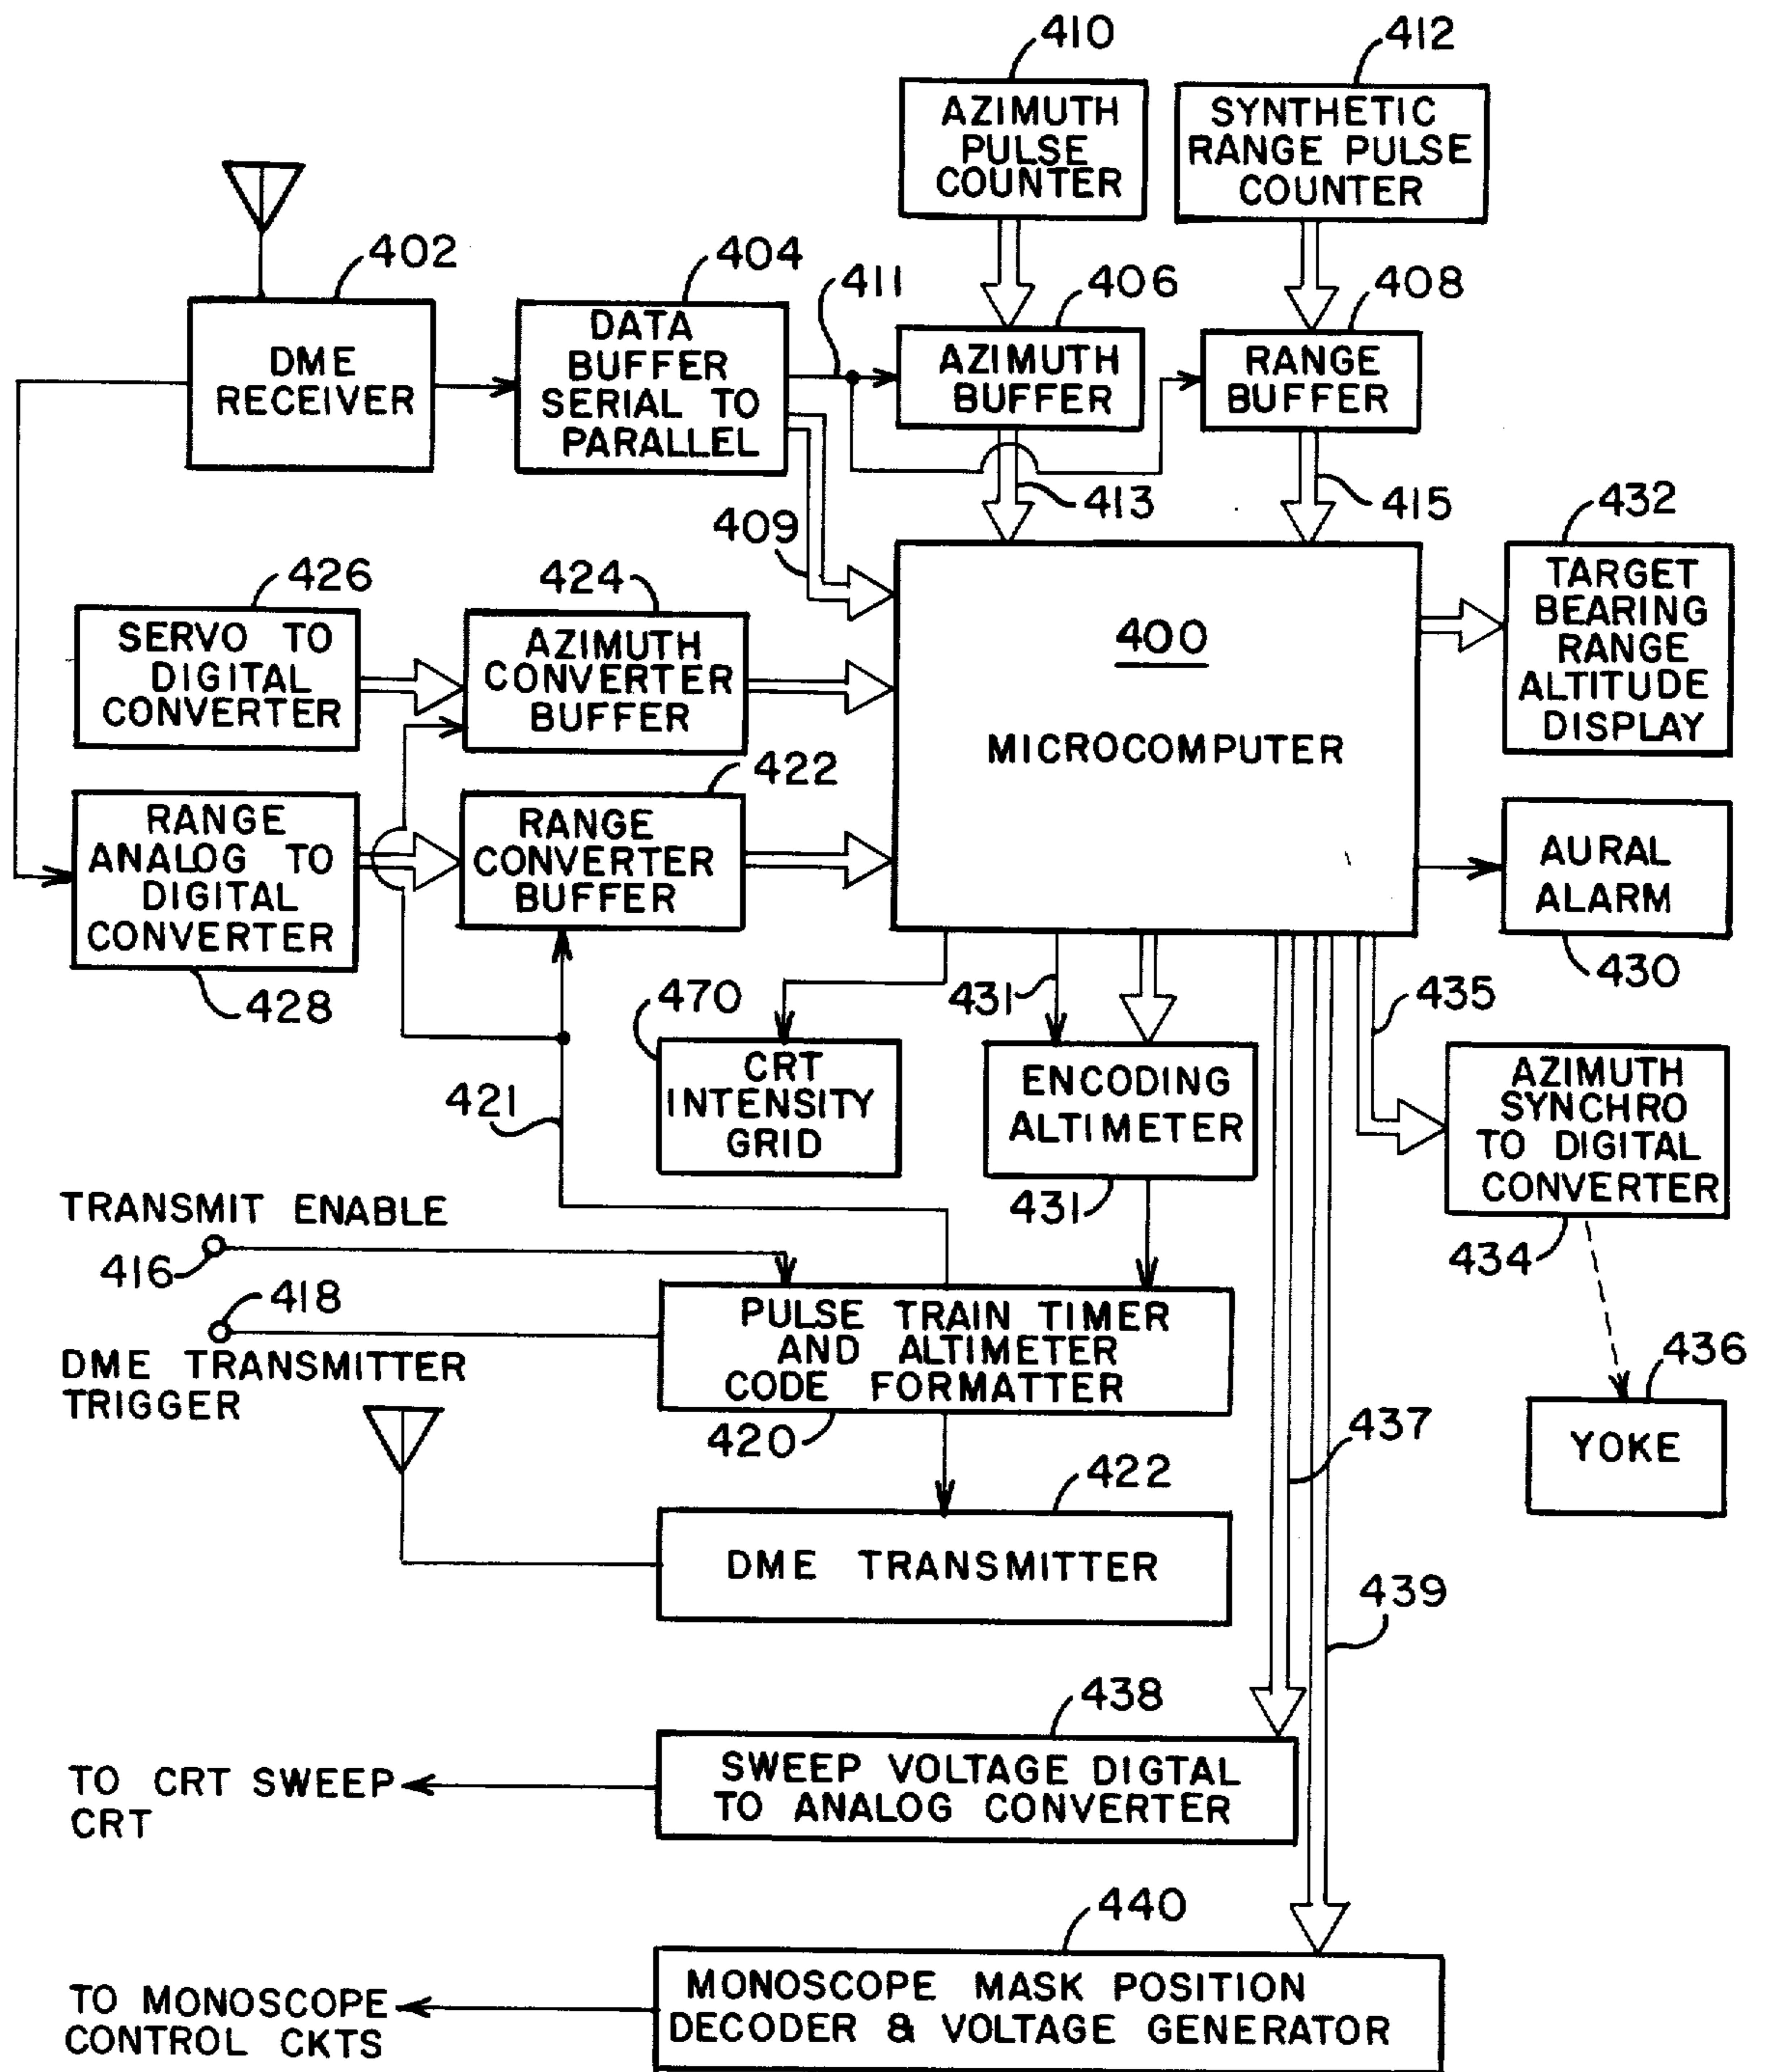 410
412
AZIMUTH
PULSE
COUNTER
SYNTHETIC
RANGE PULSE
COUNTER
402
404
411
406
408
DME
RECEIVER
DATA
BUFFER
SERIAL TO
PARALLEL
AZIMUTH
BUFFER
RANGE
BUFFER
409
413
415
432
426
SERVO TO
DIGITAL
CONVERTER
424
AZIMUTH
CONVERTER
BUFFER
400
MICROCOMPUTER
TARGET
BEARING
RANGE
ALTITUDE
DISPLAY
422
RANGE
ANALOG TO
DIGITAL
CONVERTER
RANGE
CONVERTER
BUFFER
AURAL
ALARM
428
470
431
435
430
CRT
INTENSITY
GRID
ENCODING
ALTIMETER
AZIMUTH
SYNCHRO
TO DIGITAL
CONVERTER
421
431
434
TRANSMIT ENABLE
416
418
DME TRANSMITTER
TRIGGER
PULSE TRAIN TIMER
AND ALTIMETER
CODE FORMATTER
420
436
YOKE
437
422
DME TRANSMITTER
439
438
SWEEP VOLTAGE DIGTAL
TO ANALOG CONVERTER
TO CRT SWEEP
CRT
440
MONOSCOPE MASK POSITION
DECODER & VOLTAGE GENERATOR
TO MONOSCOPE
CONTROL CKTS